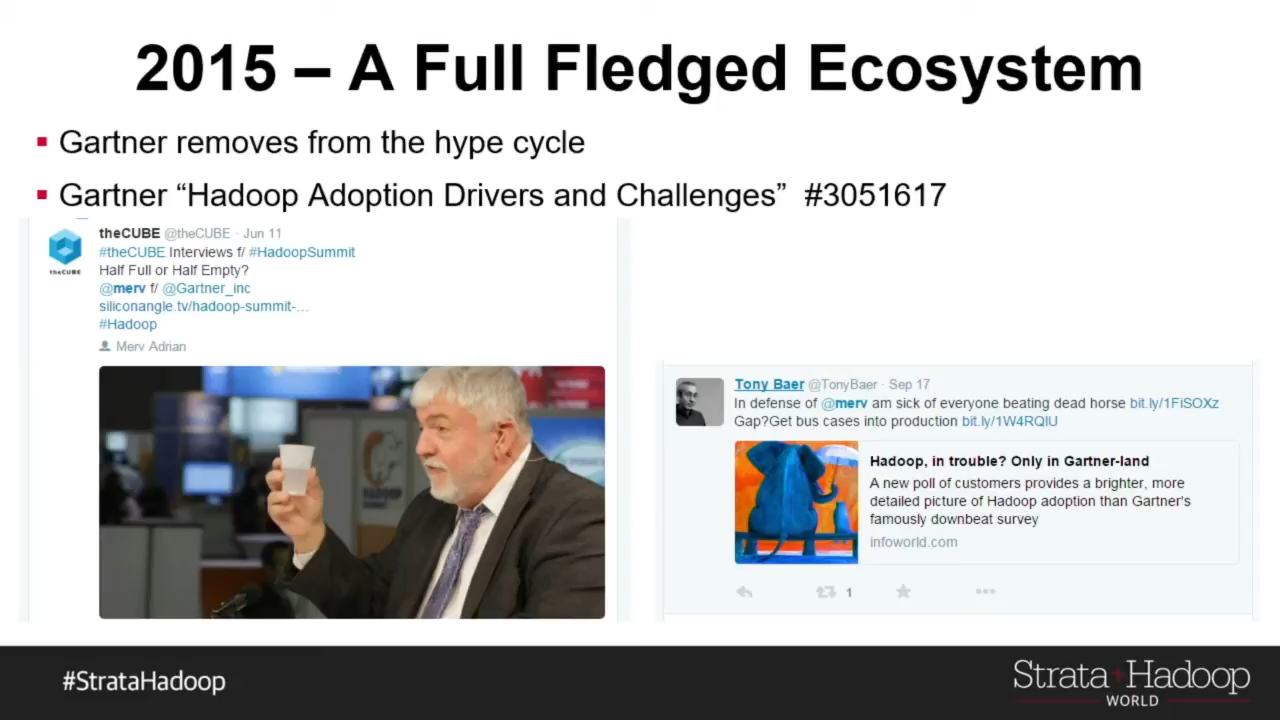 2015 – A Full Fledged Ecosystem
Gartner removes from the hype cycle
Gartner “Hadoop Adoption Drivers and Challenges” #3051617
theCUBE @theCUBE · Jun 11
#theCUBE Interviews f/ #HadoopSummit
Half Full or Half Empty?
@merv f/ @Gartner_inc
siliconangle.tv/hadoop-summit-...
#Hadoop
theCUBE
Merv Adrian
Tony Baer @TonyBaer · Sep 17
In defense of @merv am sick of everyone beating dead horse bit.ly/1FiSOXz
Gap?Get bus cases into production bit.ly/1W4RQIU
Hadoop, in trouble? Only in Gartner-land
A new poll of customers provides a brighter, more
detailed picture of Hadoop adoption than Gartner's
famously downbeat survey
infoworld.com
1
#StrataHadoop
Strata+Hadoop
WORLD